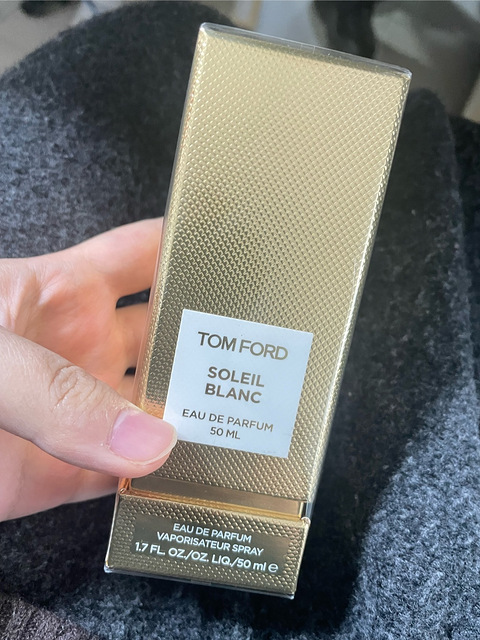 TOM FORD
SOLEIL
BLANC
EAU DE PARFUM
50 ML
EAU DE PARFUM
VAPORISATEUR SPRAY
1.7 FL. OZ./OZ. LIQ./50 ml e